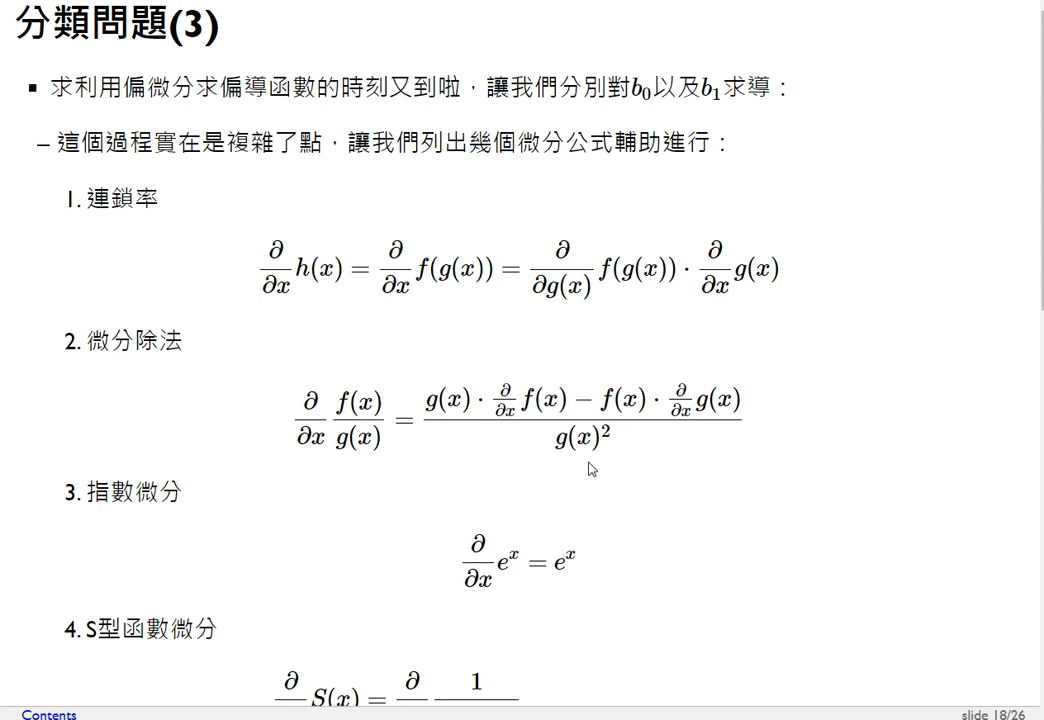 分類問題(3)
▪ 求利用偏微分求偏導函數的時刻又到啦，讓我們分別對b₀以及b₁求導：
– 這個過程實在是複雜了點，讓我們列出幾個微分公式輔助進行：
1. 連鎖率
∂/∂x h(x) = ∂/∂x f(g(x)) = ∂/∂g(x) f(g(x)) · ∂/∂x g(x)
2. 微分除法
∂/∂x f(x)/g(x) = (g(x) · ∂/∂x f(x) − f(x) · ∂/∂x g(x)) / g(x)²
3. 指數微分
∂/∂x eˣ = eˣ
4. S型函數微分
∂ S(x) = ∂ 1
Contents slide 18/26